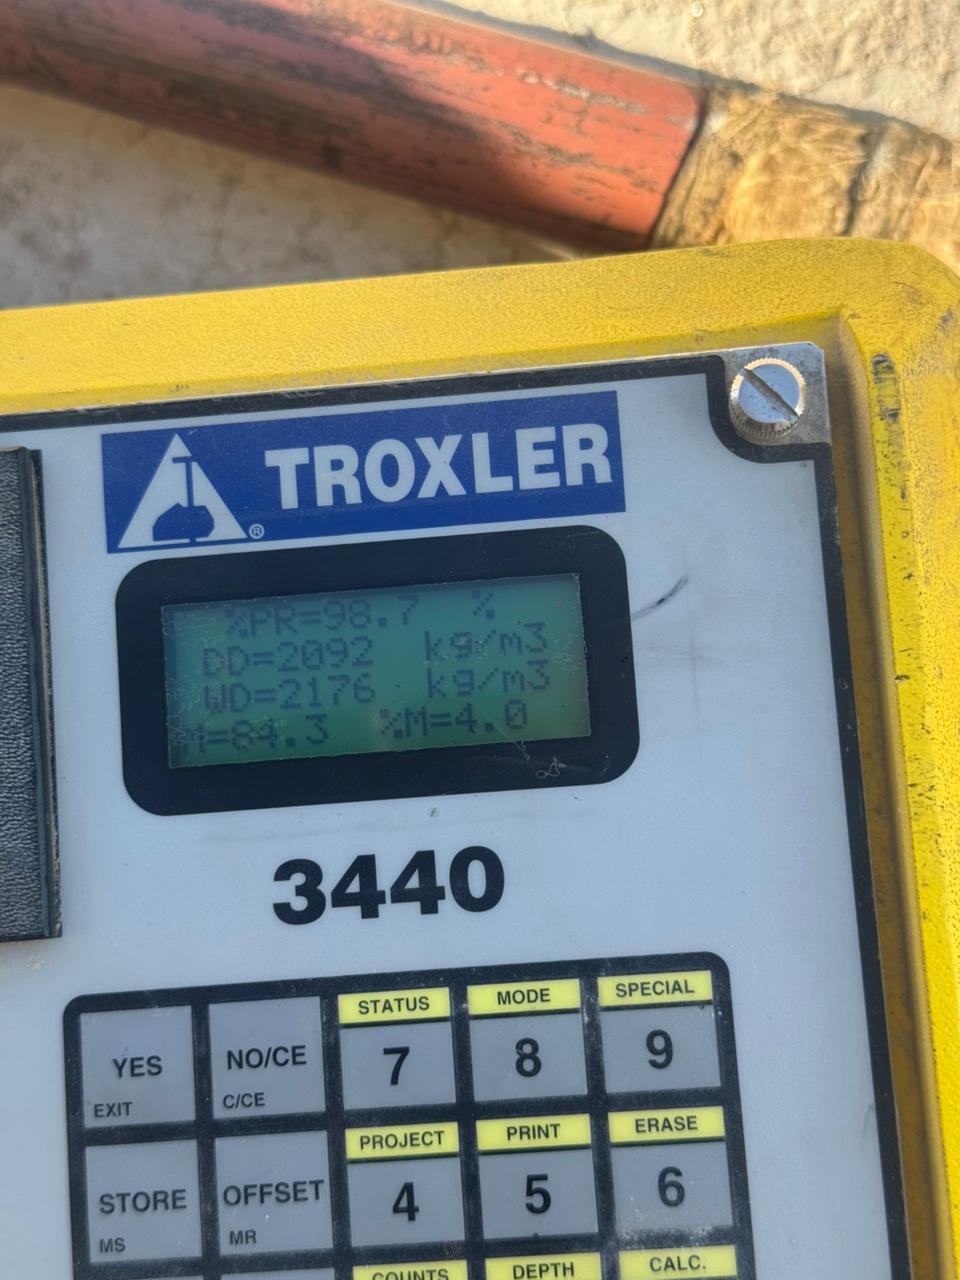 TROXLER
®
%PR=98.7 %
DD=2092 kg/m3
WD=2176 kg/m3
M=84.3 %M=4.0
3440
STATUS MODE SPECIAL
YES NO/CE 7 8 9
EXIT C/CE
PROJECT PRINT ERASE
STORE OFFSET 4 5 6
MS MR
COUNTS DEPTH CALC.